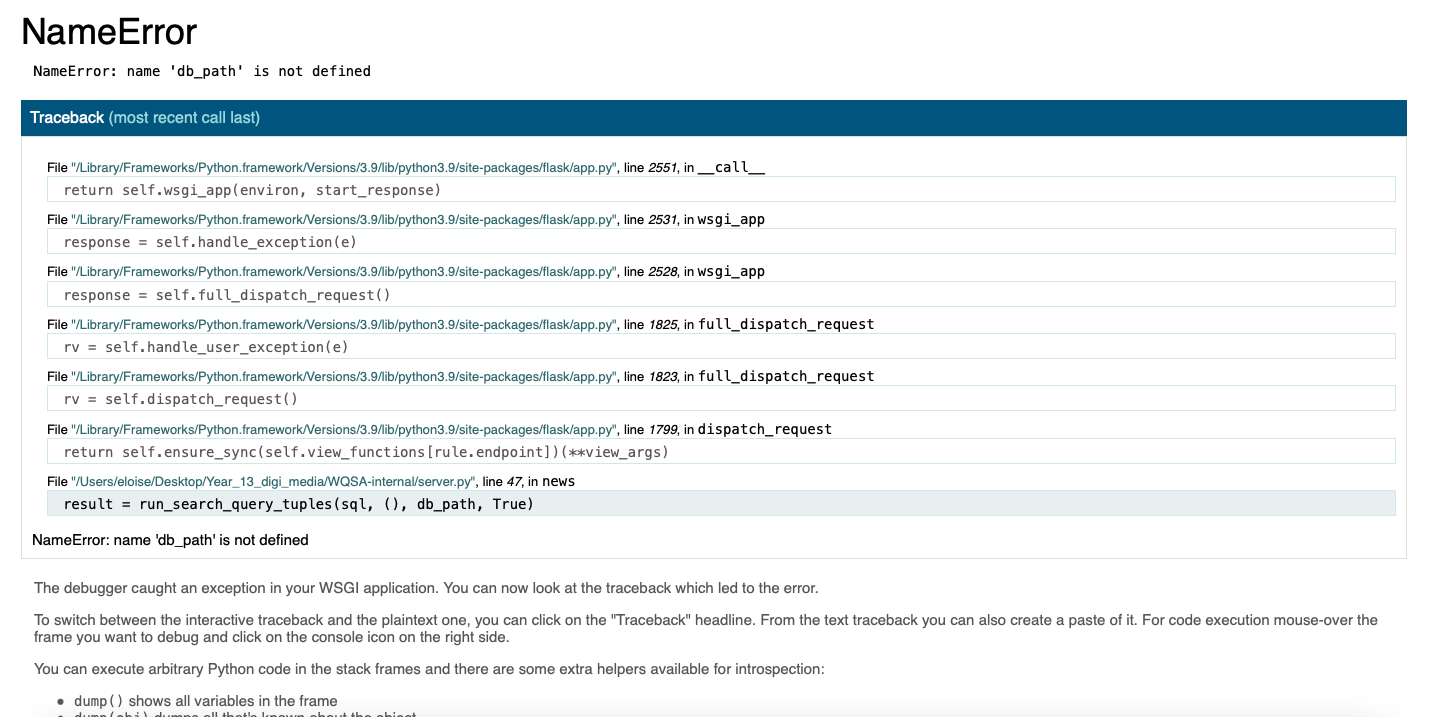 NameError
NameError: name 'db_path' is not defined
Traceback (most recent call last)
File "/Library/Frameworks/Python.framework/Versions/3.9/lib/python3.9/site-packages/flask/app.py", line 2551, in __call__
return self.wsgi_app(environ, start_response)
File "/Library/Frameworks/Python.framework/Versions/3.9/lib/python3.9/site-packages/flask/app.py", line 2531, in wsgi_app
response = self.handle_exception(e)
File "/Library/Frameworks/Python.framework/Versions/3.9/lib/python3.9/site-packages/flask/app.py", line 2528, in wsgi_app
response = self.full_dispatch_request()
File "/Library/Frameworks/Python.framework/Versions/3.9/lib/python3.9/site-packages/flask/app.py", line 1825, in full_dispatch_request
rv = self.handle_user_exception(e)
File "/Library/Frameworks/Python.framework/Versions/3.9/lib/python3.9/site-packages/flask/app.py", line 1823, in full_dispatch_request
rv = self.dispatch_request()
File "/Library/Frameworks/Python.framework/Versions/3.9/lib/python3.9/site-packages/flask/app.py", line 1799, in dispatch_request
return self.ensure_sync(self.view_functions[rule.endpoint])(**view_args)
File "/Users/eloise/Desktop/Year_13_digi_media/WQSA-internal/server.py", line 47, in news
result = run_search_query_tuples(sql, (), db_path, True)
NameError: name 'db_path' is not defined
The debugger caught an exception in your WSGI application. You can now look at the traceback which led to the error.
To switch between the interactive traceback and the plaintext one, you can click on the "Traceback" headline. From the text traceback you can also create a paste of it. For code execution mouse-over the
frame you want to debug and click on the console icon on the right side.
You can execute arbitrary Python code in the stack frames and there are some extra helpers available for introspection:
• dump() shows all variables in the frame
• dump(obj) dumps all that's known about the object